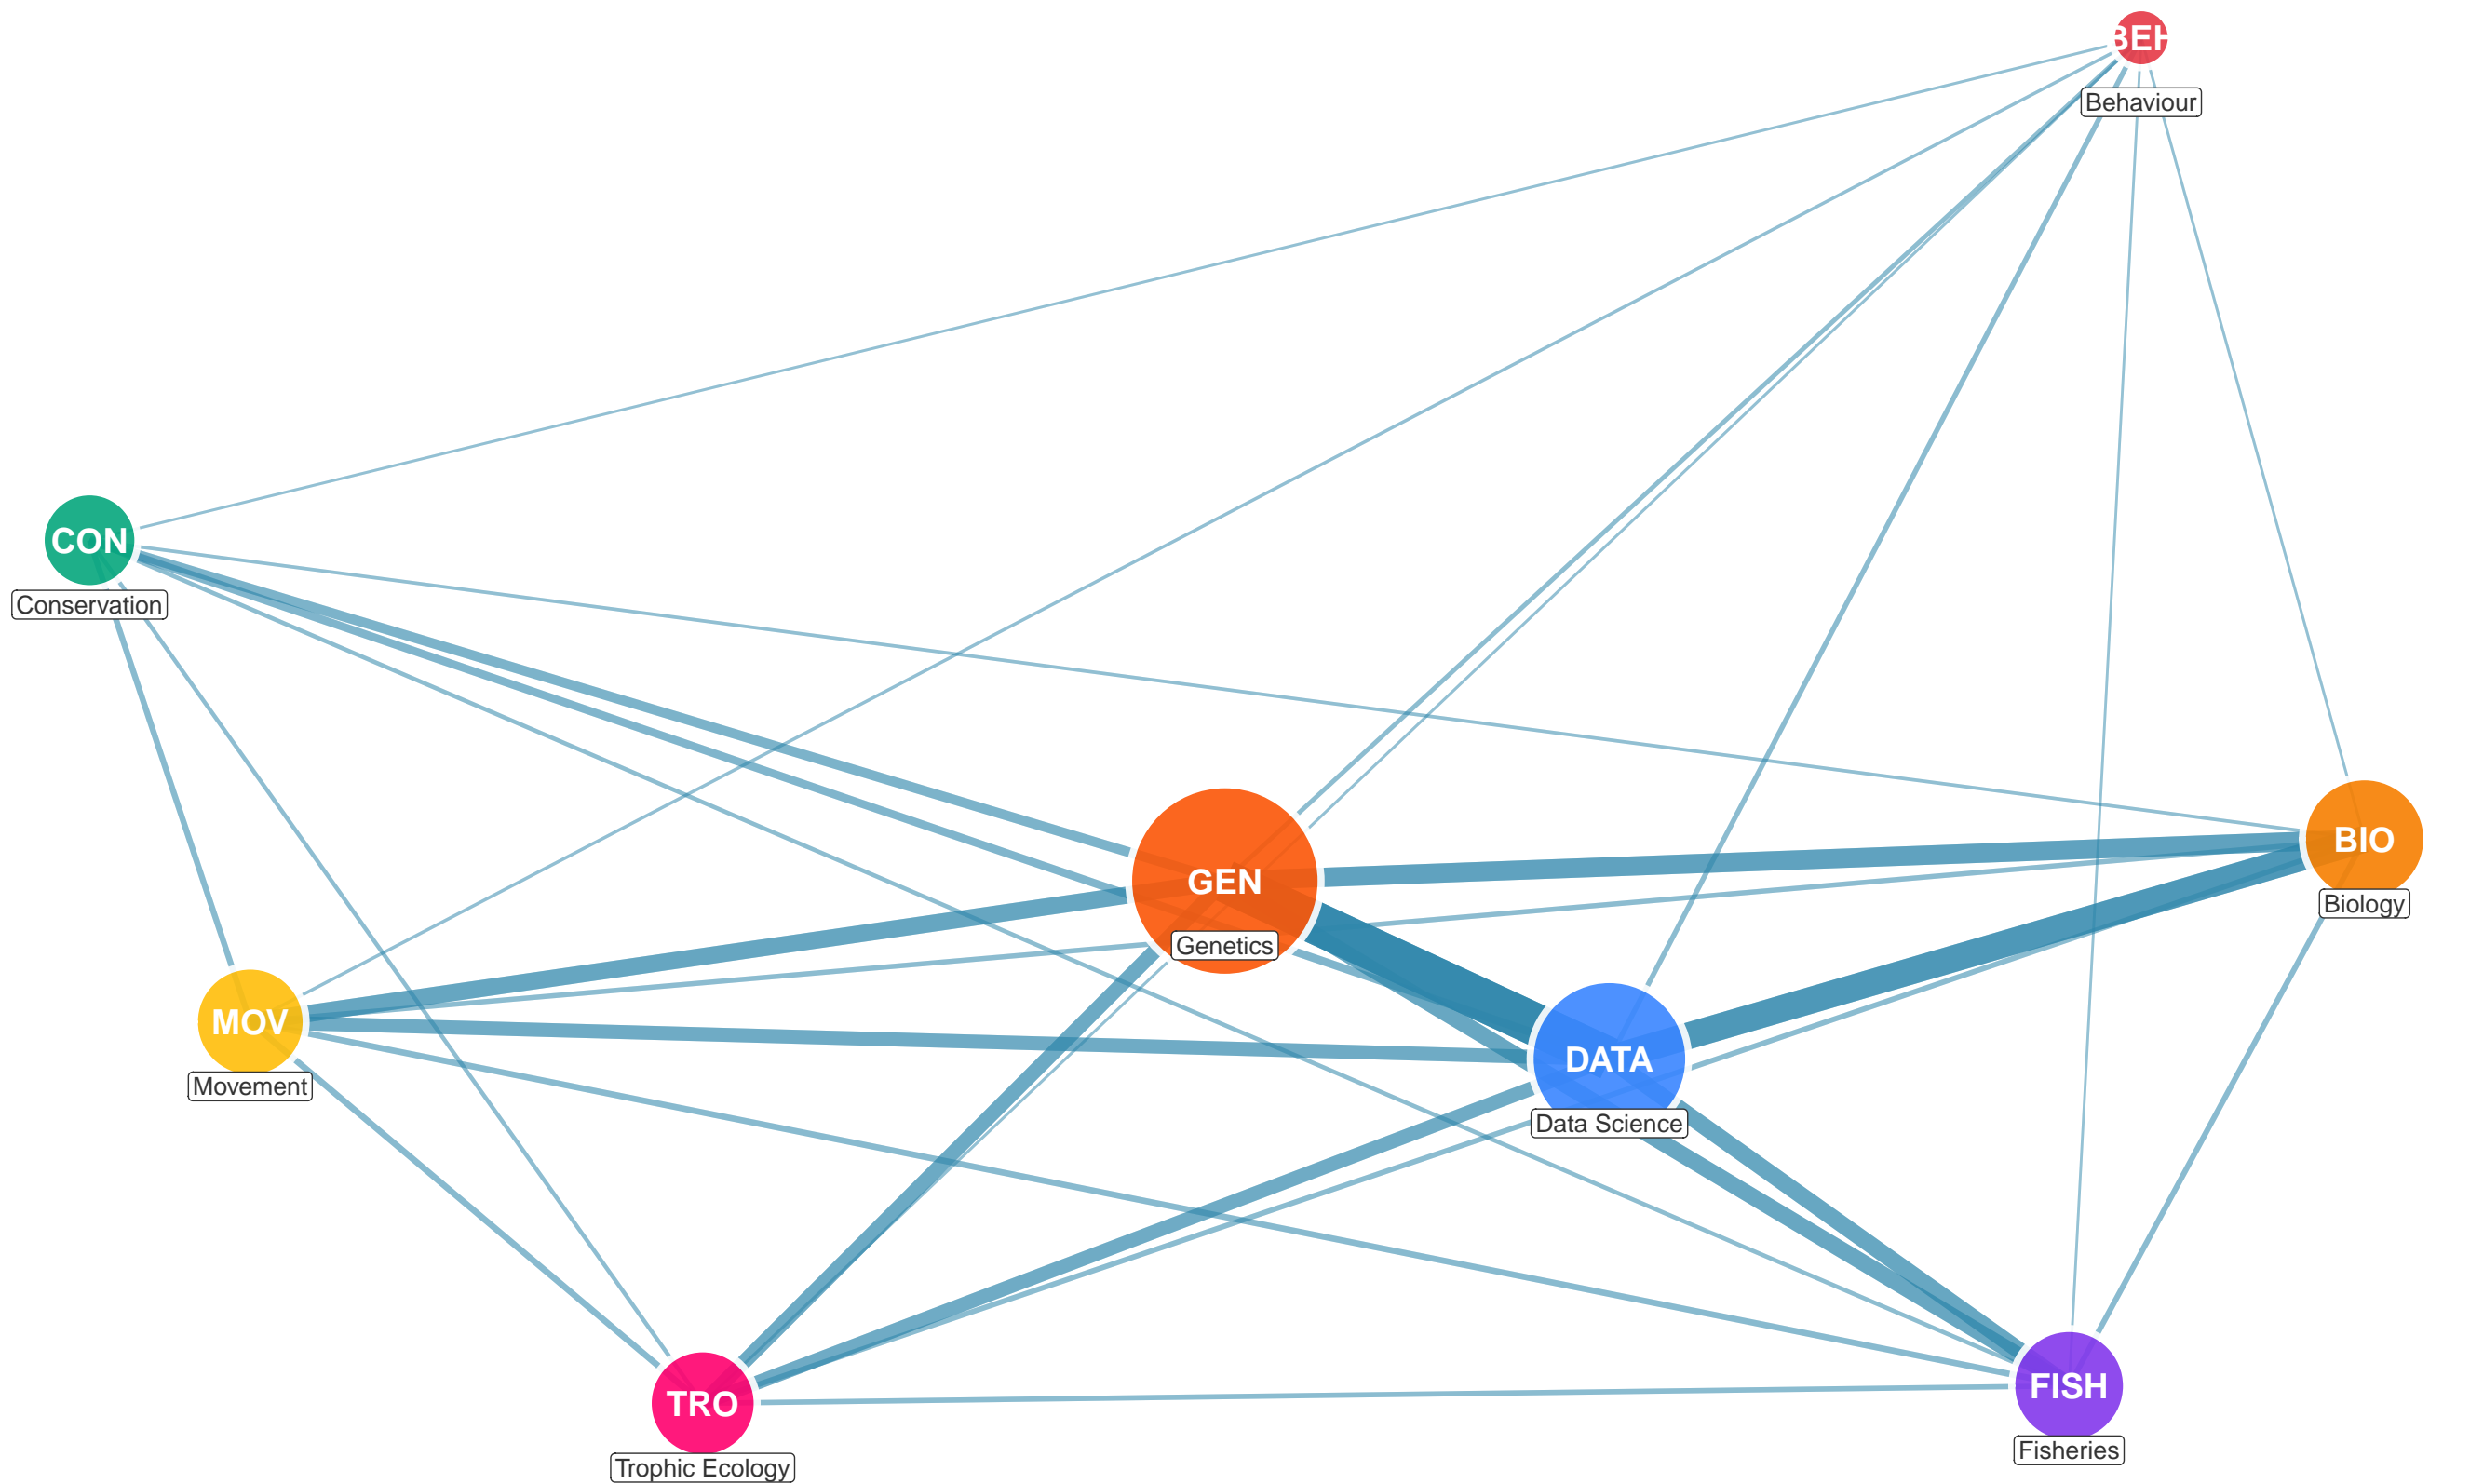 BEH
Behaviour
CON
Conservation
BIO
Biology
GEN
Genetics
MOV
Movement
DATA
Data Science
FISH
Fisheries
TRO
Trophic Ecology